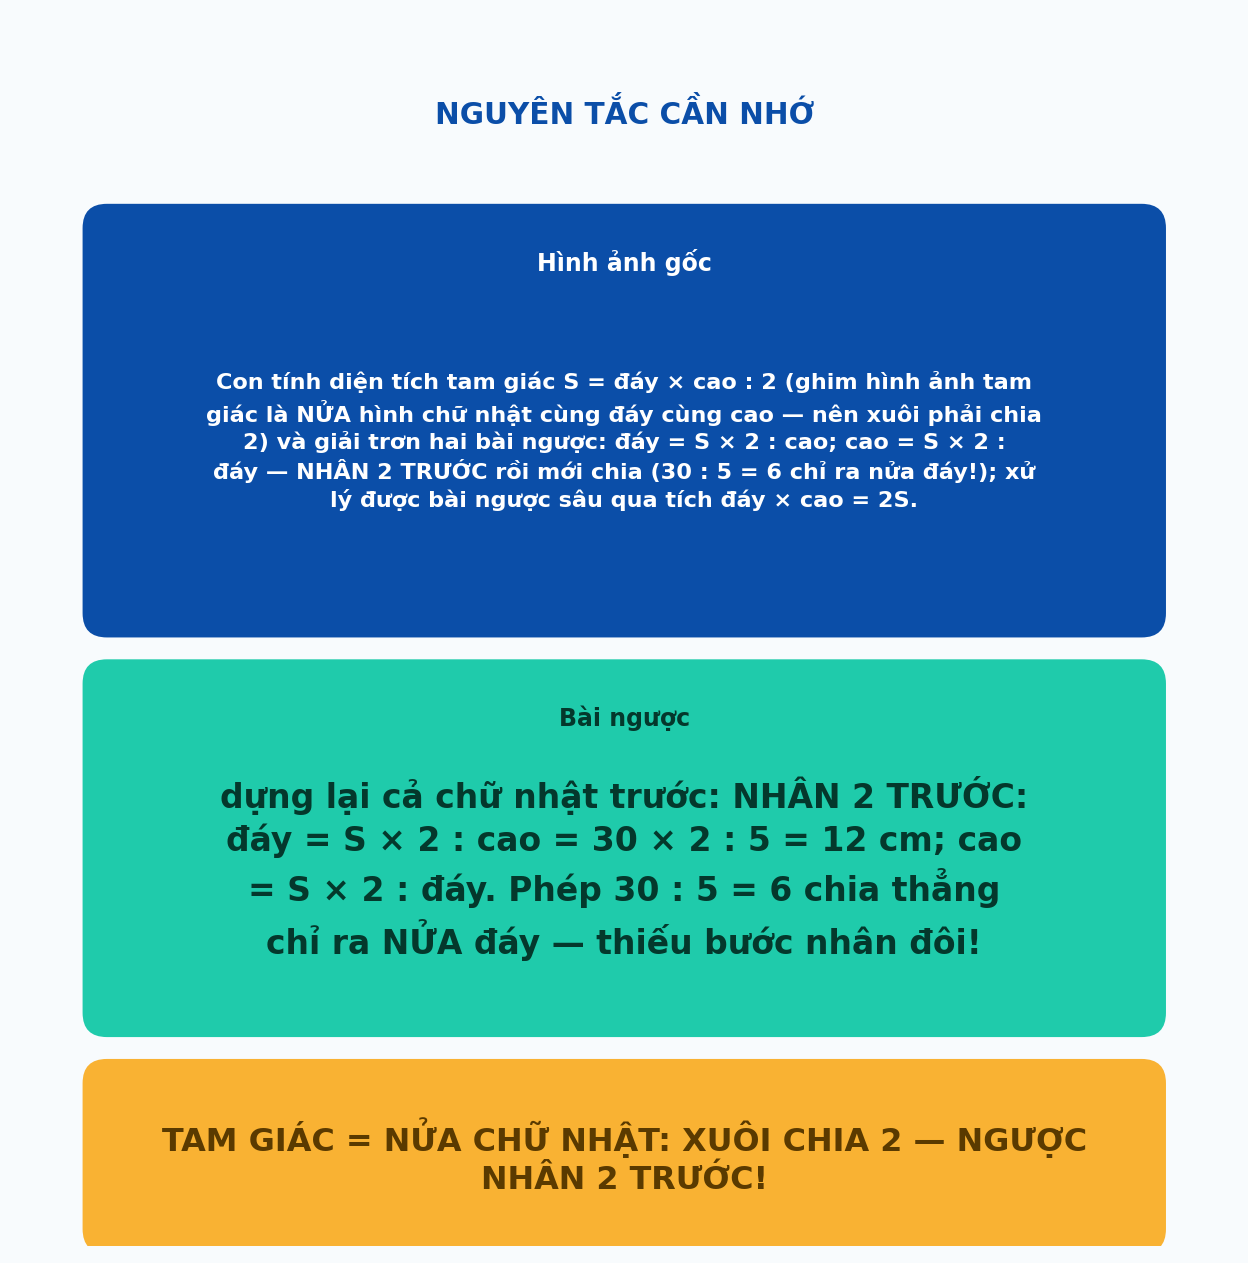 NGUYÊN TẮC CẦN NHỚ
Hình ảnh gốc
Con tính diện tích tam giác S = đáy × cao : 2 (ghim hình ảnh tam
giác là NỬA hình chữ nhật cùng đáy cùng cao — nên xuôi phải chia
2) và giải trơn hai bài ngược: đáy = S × 2 : cao; cao = S × 2 :
đáy — NHÂN 2 TRƯỚC rồi mới chia (30 : 5 = 6 chỉ ra nửa đáy!); xử
lý được bài ngược sâu qua tích đáy × cao = 2S.
Bài ngược
dựng lại cả chữ nhật trước: NHÂN 2 TRƯỚC:
đáy = S × 2 : cao = 30 × 2 : 5 = 12 cm; cao
= S × 2 : đáy. Phép 30 : 5 = 6 chia thẳng
chỉ ra NỬA đáy — thiếu bước nhân đôi!
TAM GIÁC = NỬA CHỮ NHẬT: XUÔI CHIA 2 — NGƯỢC
NHÂN 2 TRƯỚC!